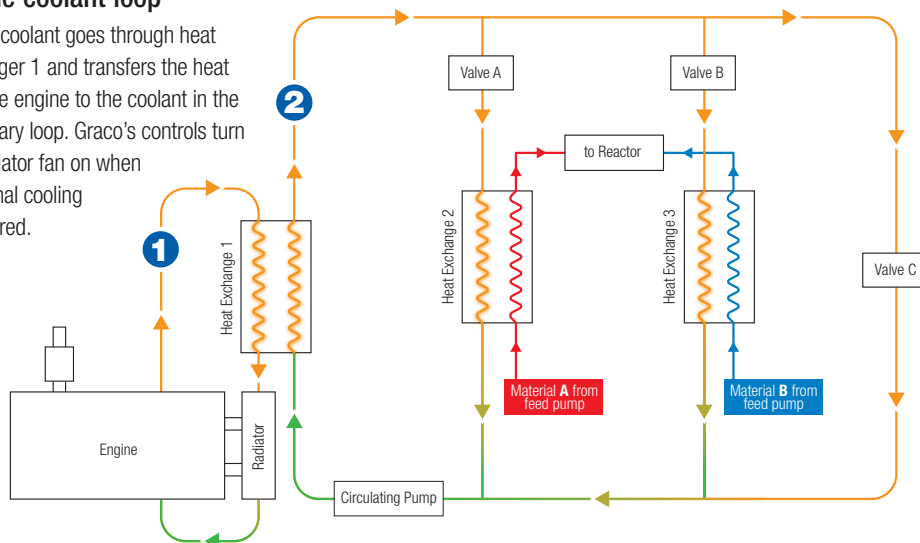 coolant loop
coolant goes through heat
ger 1 and transfers the heat
e engine to the coolant in the
ary loop. Graco's controls turn
iator fan on when
nal cooling
red.
1
2
Valve A
Valve B
to Reactor
Heat Exchange 1
Heat Exchange 2
Heat Exchange 3
Valve C
Material A from
feed pump
Material B from
feed pump
Engine
Radiator
Circulating Pump